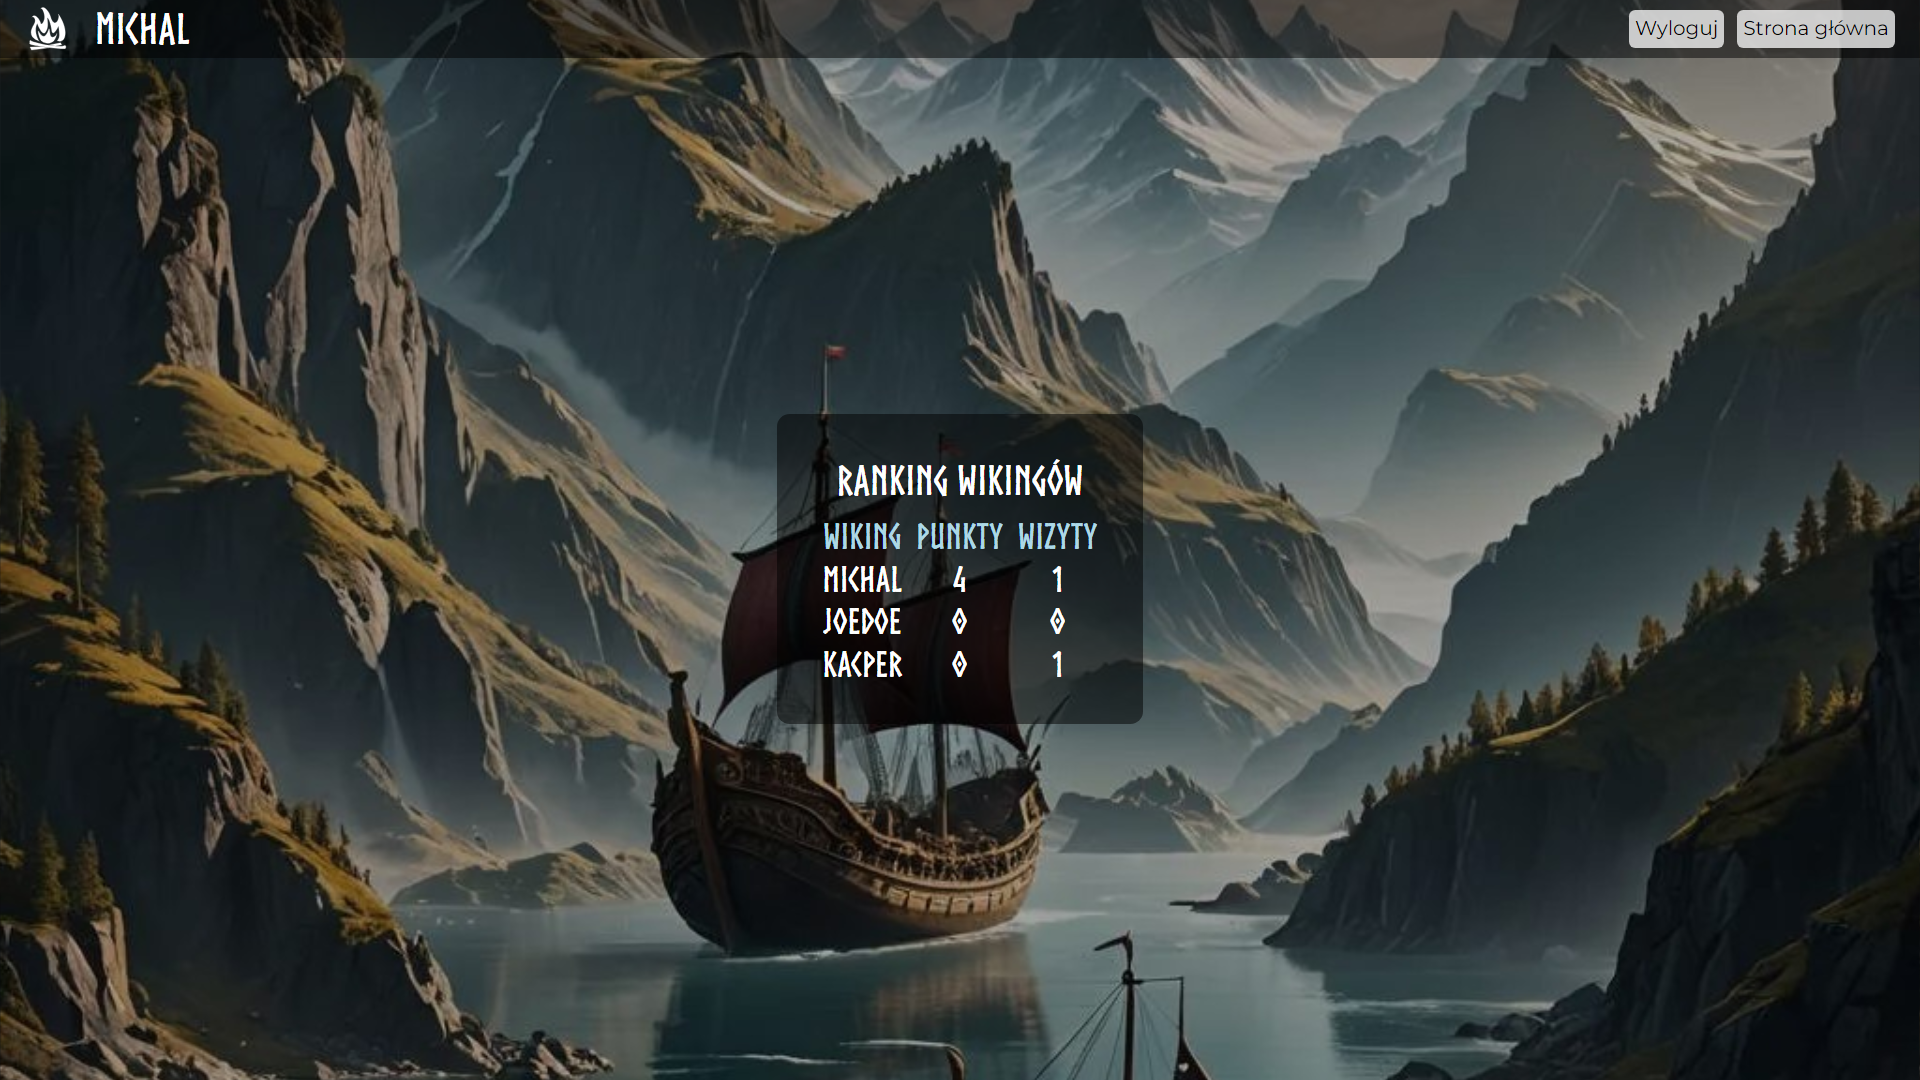 MICHAL
Wyloguj Strona główna
RANKING WIKINGÓW
WIKING PUNKTY WIZYTY
MICHAL 4 1
JOEDOE 0 0
KACPER 0 1